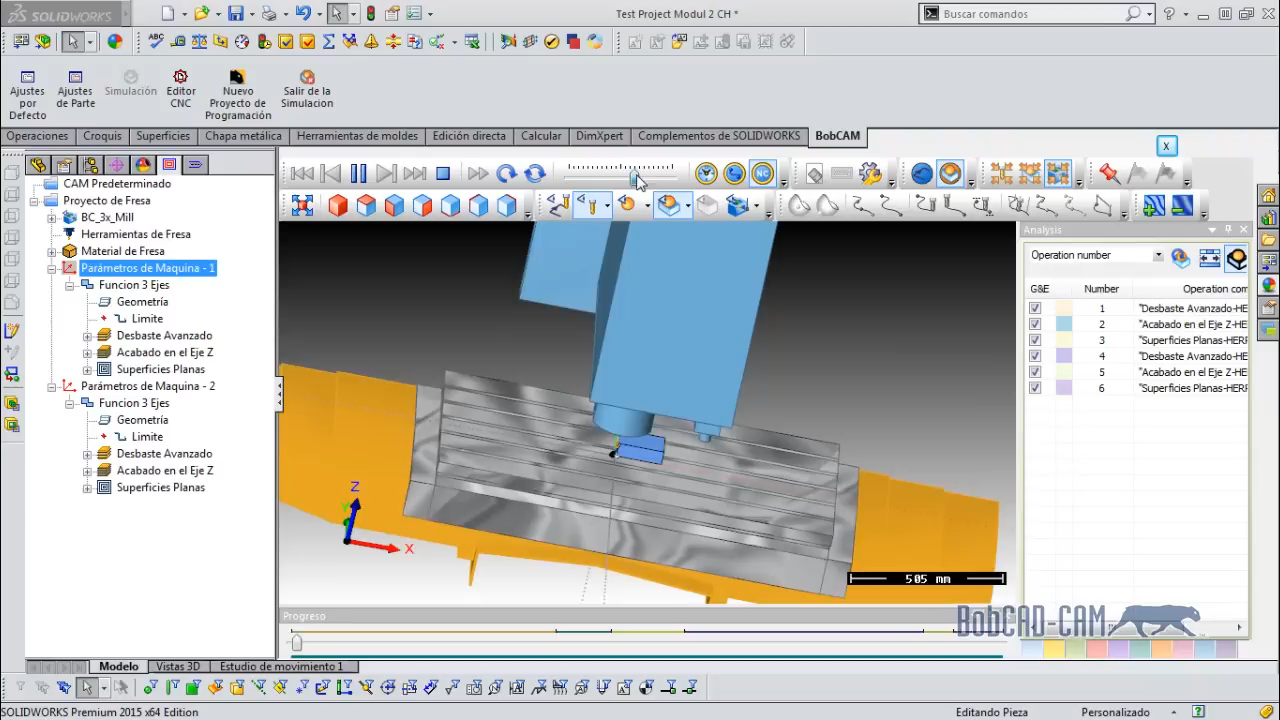 SOLIDWORKS
Test Project Modul 2 CH *
Buscar comandos
Ajustes por Defecto
Ajustes de Parte
Simulación
Editor CNC
Nuevo Proyecto de Programación
Salir de la Simulacion
Operaciones
Croquis
Superficies
Chapa metálica
Herramientas de moldes
Edición directa
Calcular
DimXpert
Complementos de SOLIDWORKS
BobCAM
CAM Predeterminado
Proyecto de Fresa
BC_3x_Mill
Herramientas de Fresa
Material de Fresa
Parámetros de Maquina - 1
Funcion 3 Ejes
Geometría
Limite
Desbaste Avanzado
Acabado en el Eje Z
Superficies Planas
Parámetros de Maquina - 2
Funcion 3 Ejes
Geometría
Limite
Desbaste Avanzado
Acabado en el Eje Z
Superficies Planas
NC
Z
Y
X
505 mm
Analysis
Operation number
G&E Number Operation com
1 "Desbaste Avanzado-HE
2 "Acabado en el Eje Z-HE
3 "Superficies Planas-HERR
4 "Desbaste Avanzado-HE
5 "Acabado en el Eje Z-HE
6 "Superficies Planas-HERR
Progreso
BobCAD-CAM
Modelo
Vistas 3D
Estudio de movimiento 1
SOLIDWORKS Premium 2015 x64 Edition
Editando Pieza
Personalizado